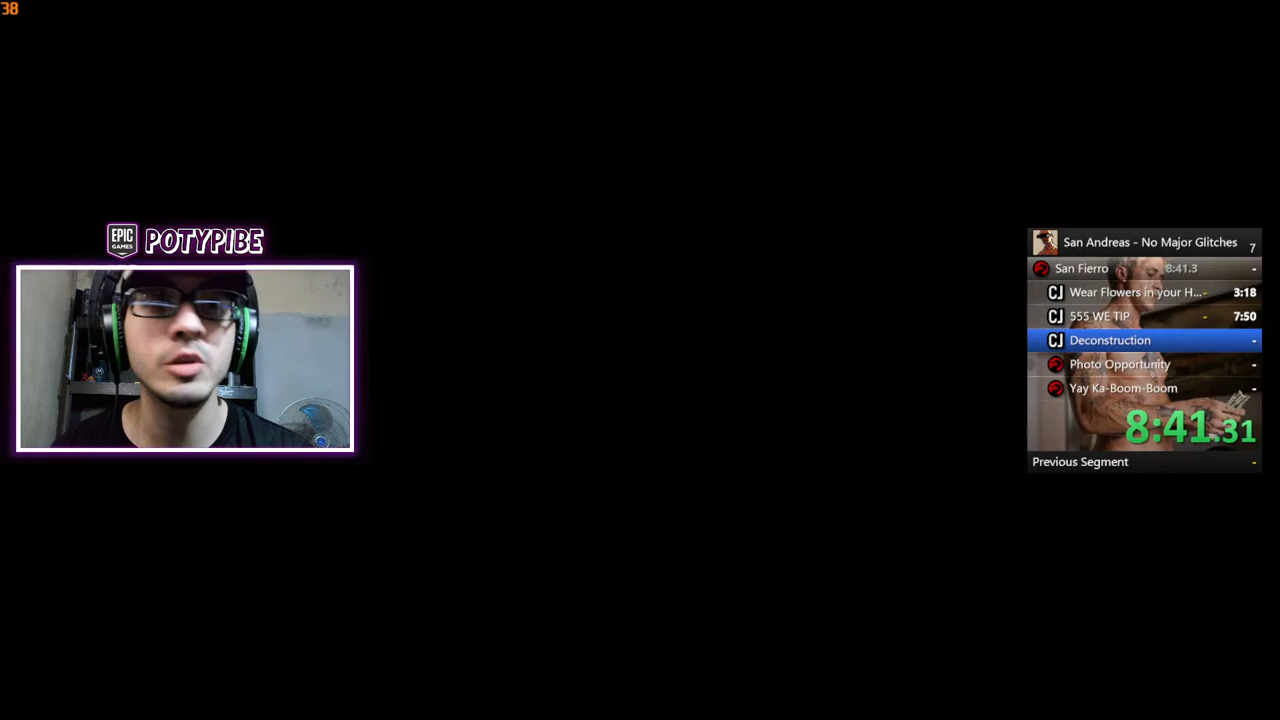 38
EPIC GAMES
POTYPIBE
San Andreas - No Major Glitches 7
San Fierro 8:41.3 -
CJ Wear Flowers in your H... - 3:18
CJ 555 WE TIP - 7:50
CJ Deconstruction -
Photo Opportunity -
Yay Ka-Boom-Boom -
8:41.31
Previous Segment -